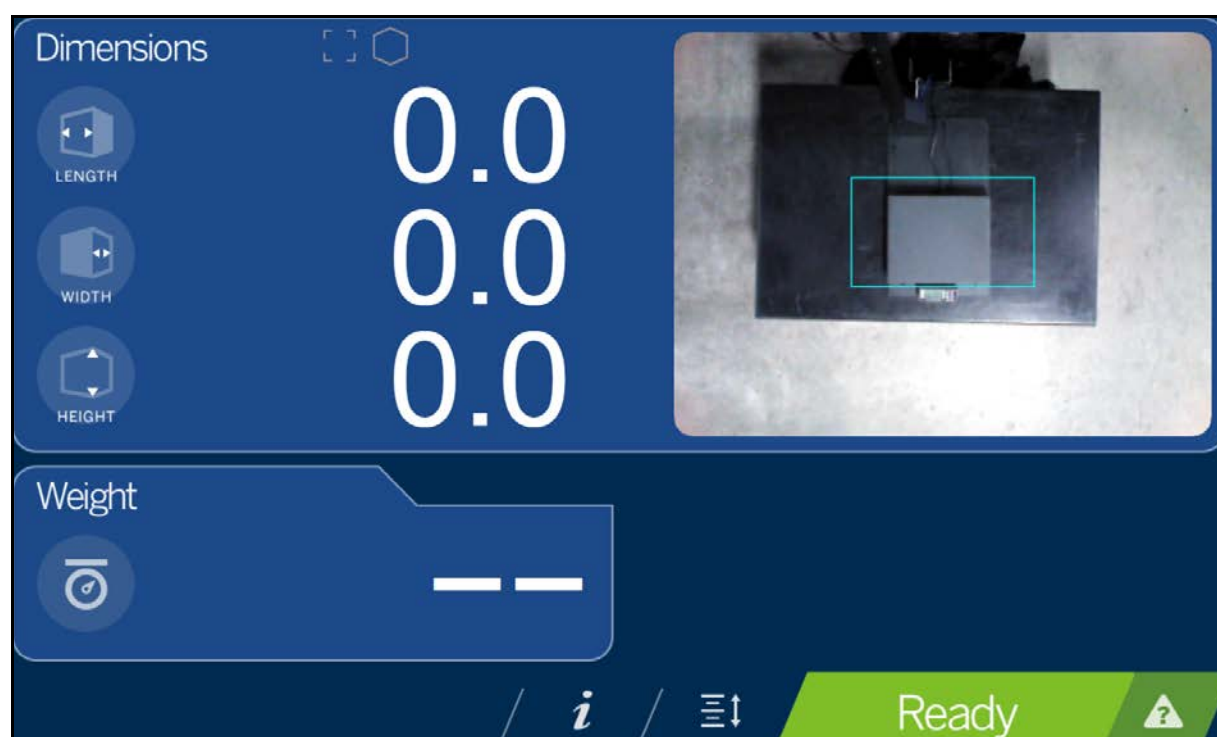 Dimensions
LENGTH
0.0
WIDTH
0.0
HEIGHT
0.0
Weight
— —
i
Ready
?